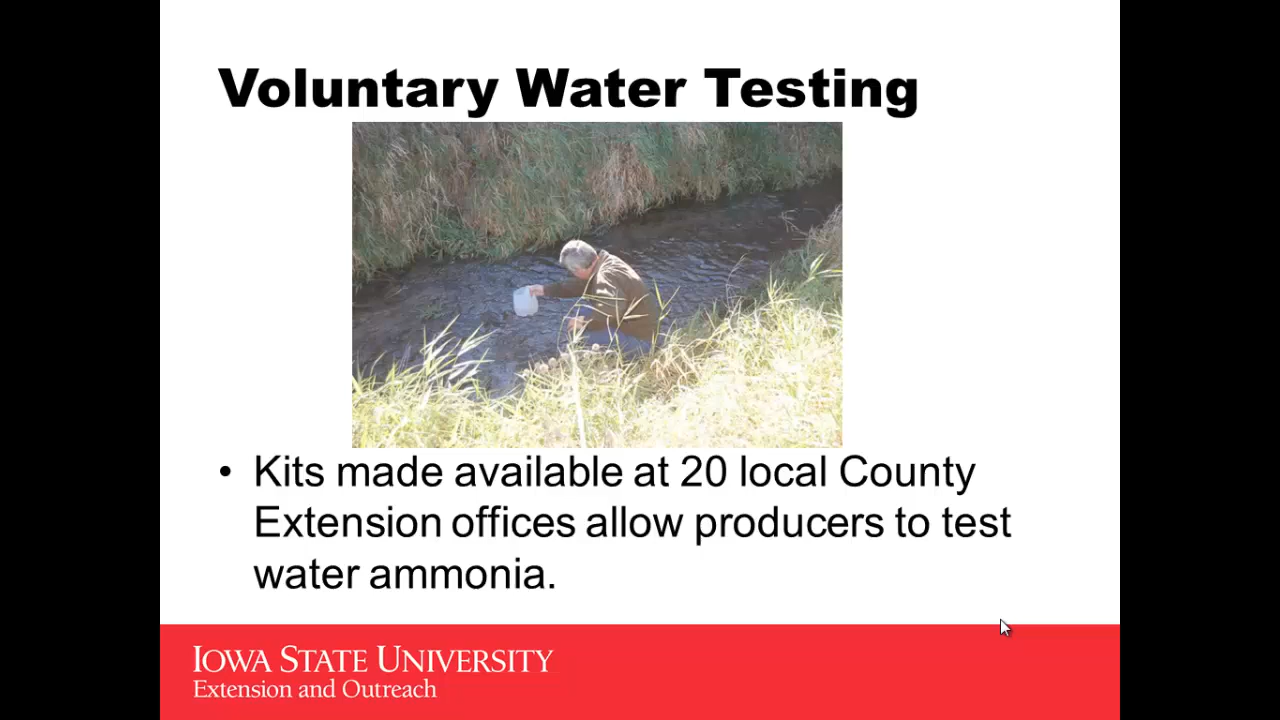 Voluntary Water Testing
• Kits made available at 20 local County
Extension offices allow producers to test
water ammonia.
IOWA STATE UNIVERSITY
Extension and Outreach